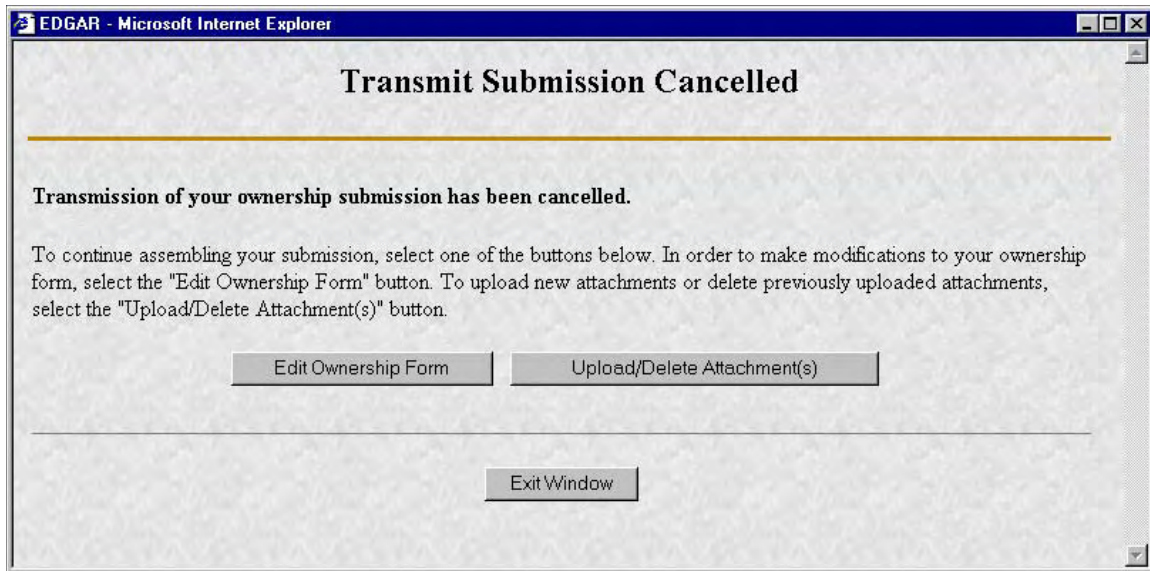 EDGAR - Microsoft Internet Explorer
Transmit Submission Cancelled
Transmission of your ownership submission has been cancelled.
To continue assembling your submission, select one of the buttons below. In order to make modifications to your ownership
form, select the "Edit Ownership Form" button. To upload new attachments or delete previously uploaded attachments,
select the "Upload/Delete Attachment(s)" button.
Edit Ownership Form Upload/Delete Attachment(s)
Exit Window